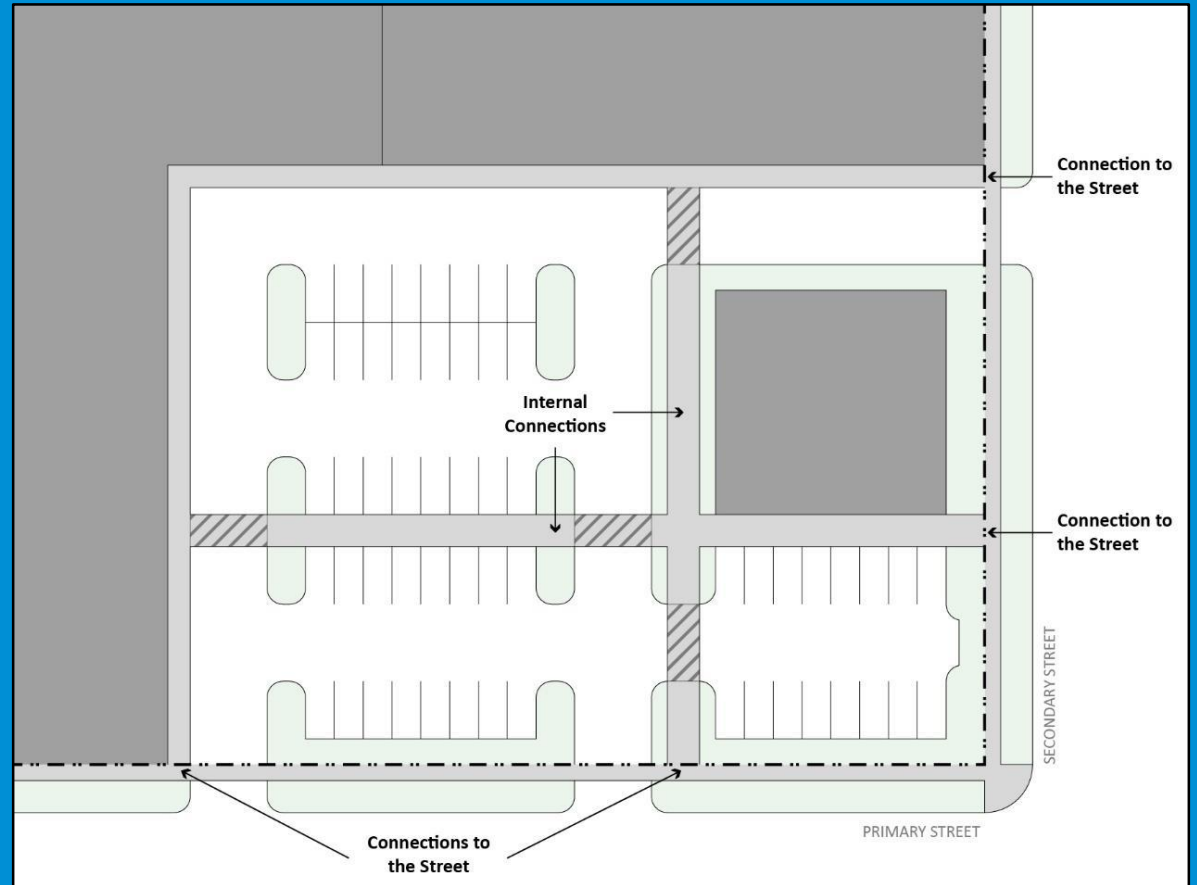 Connection to
the Street
Internal
Connections
Connection to
the Street
SECONDARY STREET
PRIMARY STREET
Connections to
the Street